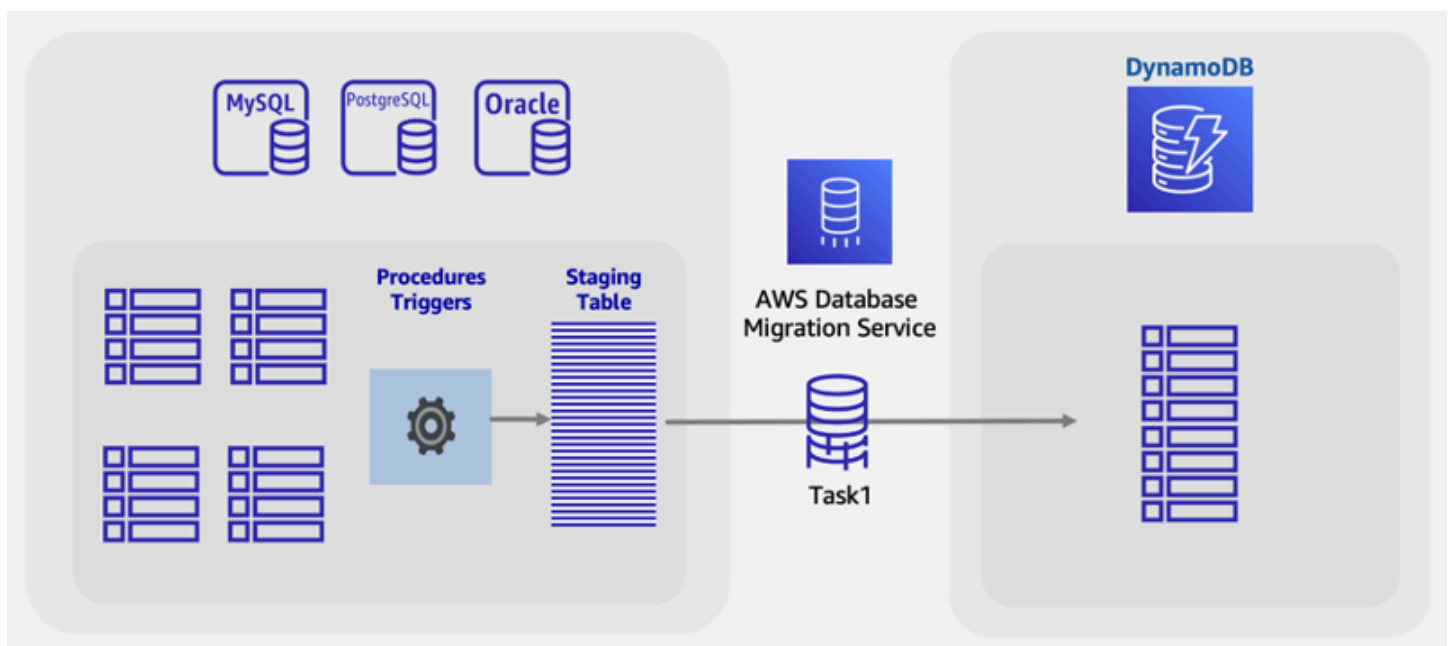 MySQL
PostgreSQL
Oracle
DynamoDB
Procedures
Triggers
Staging
Table
AWS Database
Migration Service
Task1